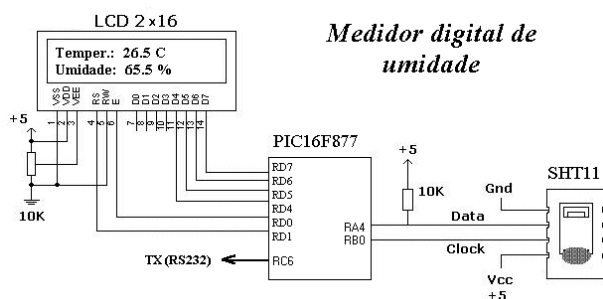 LCD 2x16
Medidor digital de
umidade
Temper.: 26.5 C
Umidade: 65.5 %
VSS VDD VEE RS RW E D0 D1 D2 D3 D4 D5 D6 D7
1 2 3 4 5 6 7 8 9 10 11 12 13 14
+5
10K
PIC16F877
RD7
RD6
RD5
RD4
RD0
RD1
RC6
RA4
RB0
TX (RS232)
+5
10K
SHT11
Gnd
Data
Clock
Vcc
+5